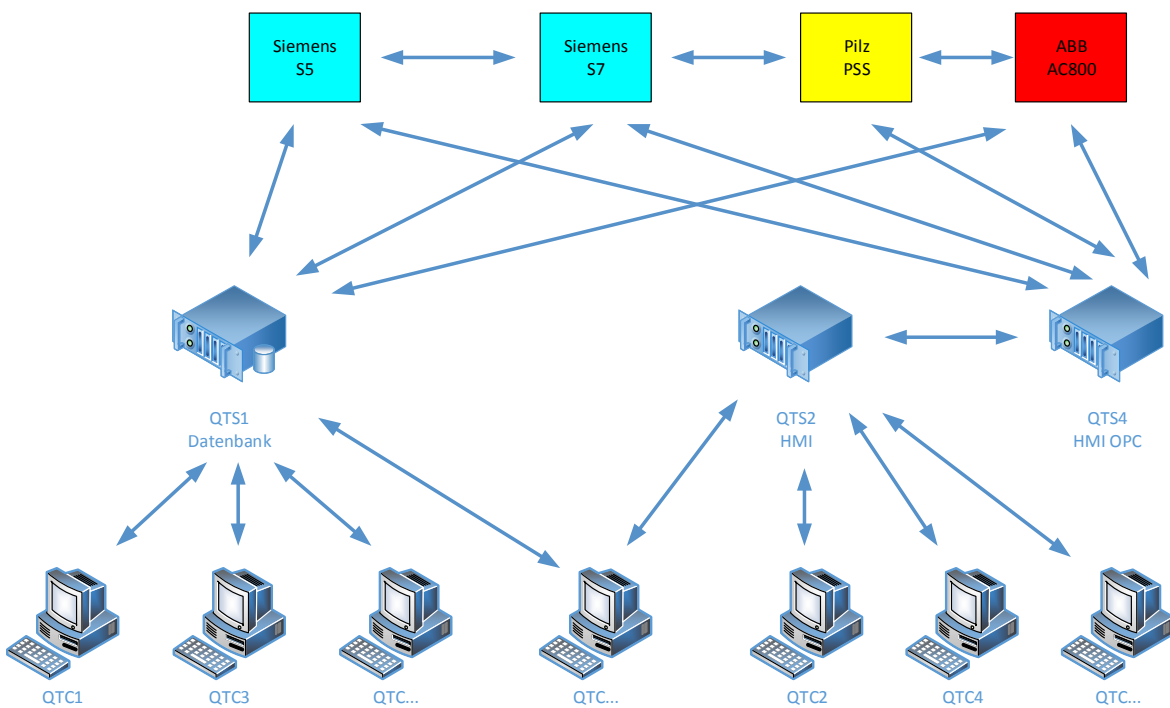 Siemens
S5
Siemens
S7
Pilz
PSS
ABB
AC800
QTS1
Datenbank
QTS2
HMI
QTS4
HMI OPC
QTC1
QTC3
QTC...
QTC...
QTC2
QTC4
QTC...